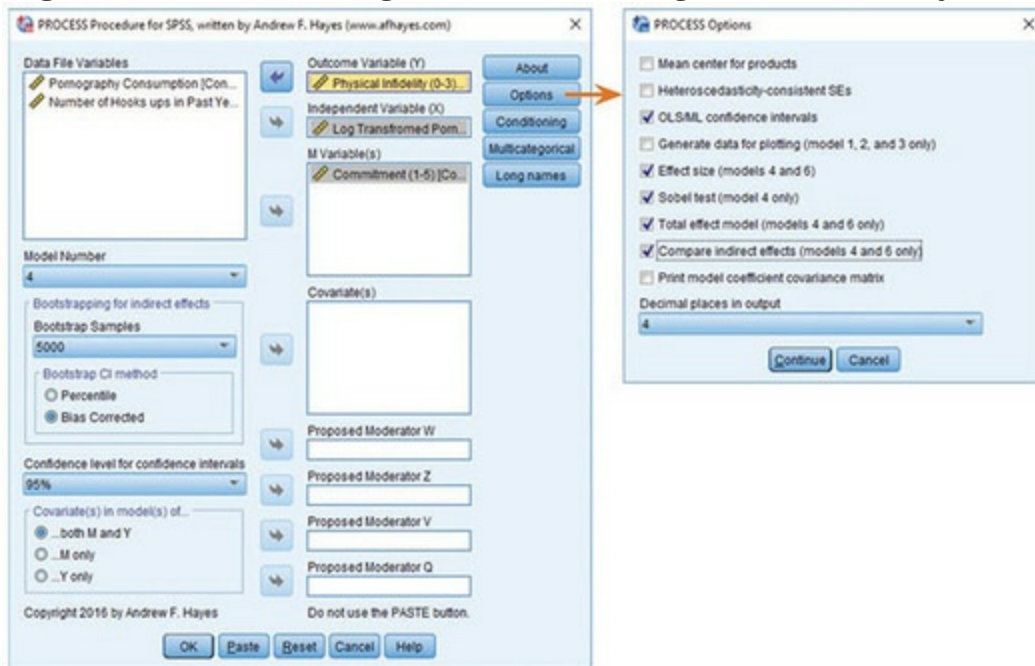 PROCESS Procedure for SPSS, written by Andrew F. Hayes (www.afhayes.com)
Data File Variables
Pornography Consumption [Con...
Number of Hooks ups in Past Ye...
Model Number
4
Bootstrapping for indirect effects
Bootstrap Samples
5000
Bootstrap CI method
Percentile
Bias Corrected
Confidence level for confidence intervals
95%
Covariate(s) in model(s) of...
...both M and Y
...M only
...Y only
Copyright 2016 by Andrew F. Hayes
Outcome Variable (Y)
Physical Infidelity (0-3)...
Independent Variable (X)
Log Transfromed Porn...
M Variable(s)
Commitment (1-5) [Co...
Covariate(s)
Proposed Moderator W
Proposed Moderator Z
Proposed Moderator V
Proposed Moderator Q
Do not use the PASTE button.
About
Options
Conditioning
Multicategorical
Long names
OK Paste Reset Cancel Help
PROCESS Options
Mean center for products
Heteroscedasticity-consistent SEs
OLS/ML confidence intervals
Generate data for plotting (model 1, 2, and 3 only)
Effect size (models 4 and 6)
Sobel test (model 4 only)
Total effect model (models 4 and 6 only)
Compare indirect effects (models 4 and 6 only)
Print model coefficient covariance matrix
Decimal places in output
4
Continue Cancel